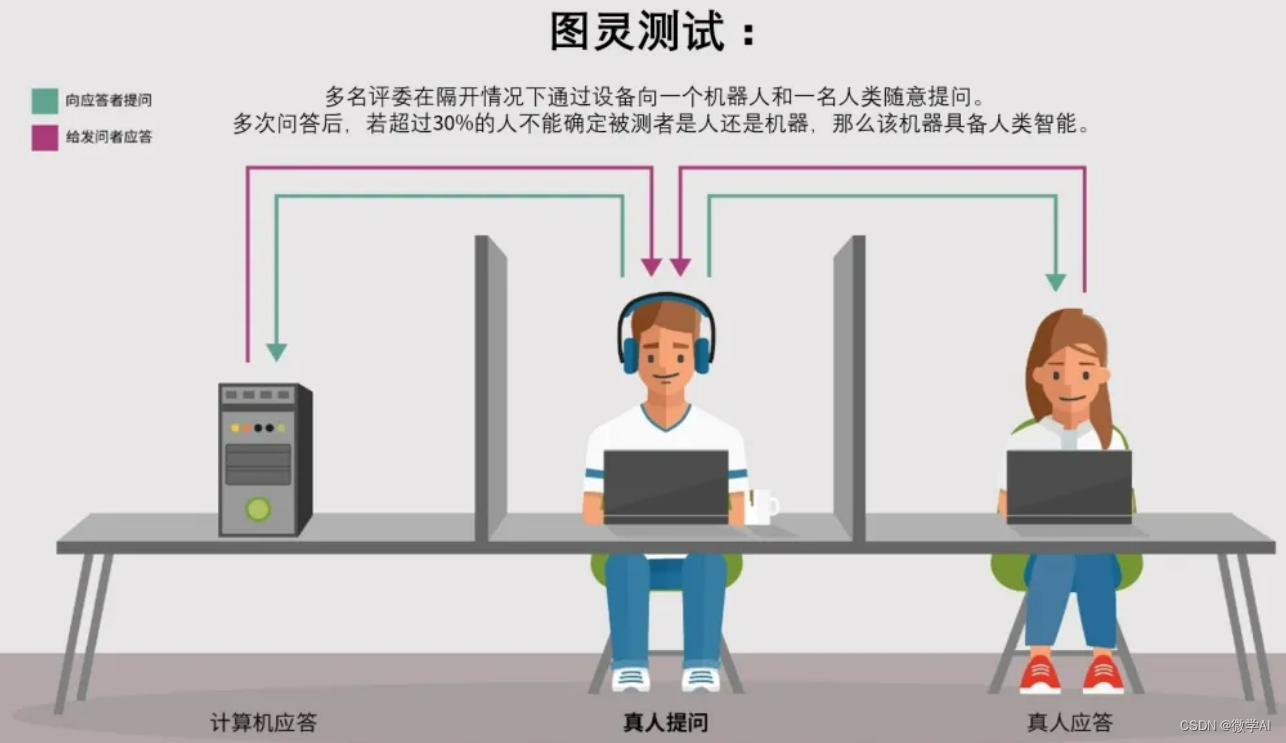 图灵测试：
向应答者提问
给发问者应答
多名评委在隔开情况下通过设备向一个机器人和一名人类随意提问。
多次问答后，若超过30%的人不能确定被测者是人还是机器，那么该机器具备人类智能。
计算机应答
真人提问
真人应答
CSDN @微学AI